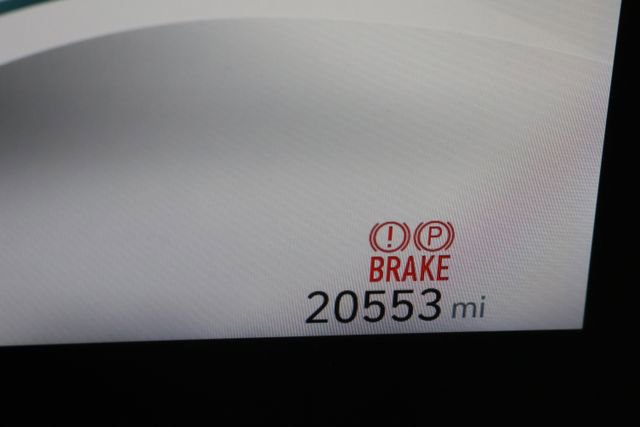 (!) (P)
BRAKE
20553 mi